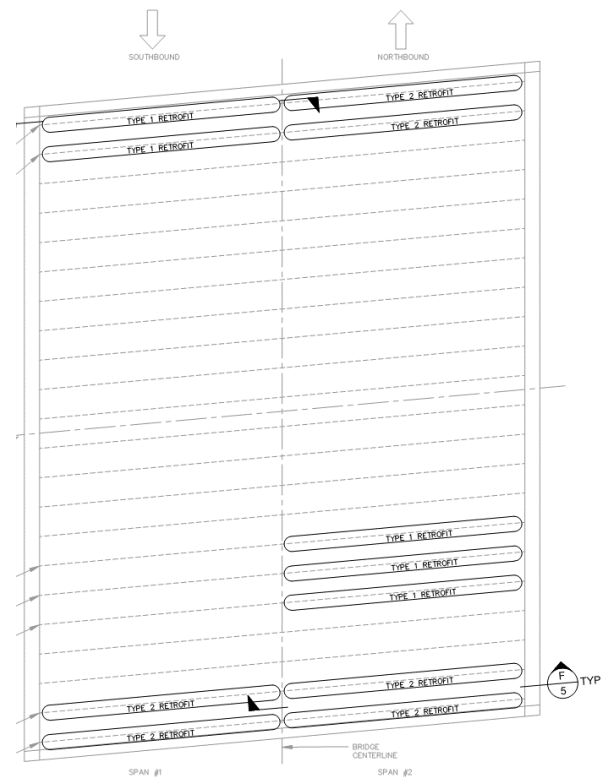 SOUTHBOUND
NORTHBOUND
TYPE 1 RETROFIT
TYPE 2 RETROFIT
TYPE 1 RETROFIT
TYPE 2 RETROFIT
TYPE 1 RETROFIT
TYPE 1 RETROFIT
TYPE 1 RETROFIT
TYPE 2 RETROFIT
TYPE 2 RETROFIT
F
5
TYP
TYPE 2 RETROFIT
TYPE 2 RETROFIT
BRIDGE
CENTERLINE
SPAN #1
SPAN #2